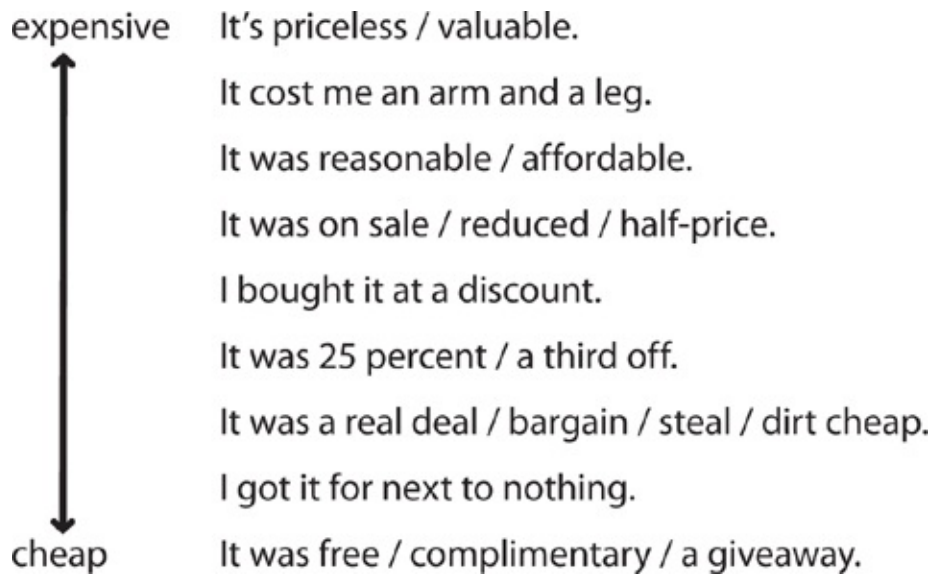 expensive It's priceless / valuable.
It cost me an arm and a leg.
It was reasonable / affordable.
It was on sale / reduced / half-price.
I bought it at a discount.
It was 25 percent / a third off.
It was a real deal / bargain / steal / dirt cheap.
I got it for next to nothing.
cheap It was free / complimentary / a giveaway.